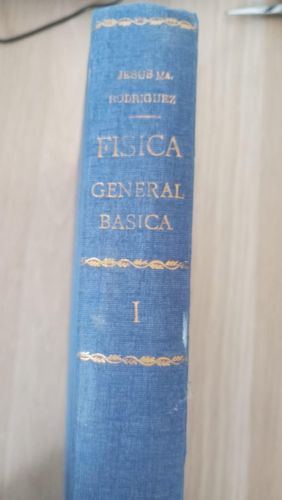 JESUS MA.
RODRIGUEZ
FISICA
GENERAL
BASICA
I